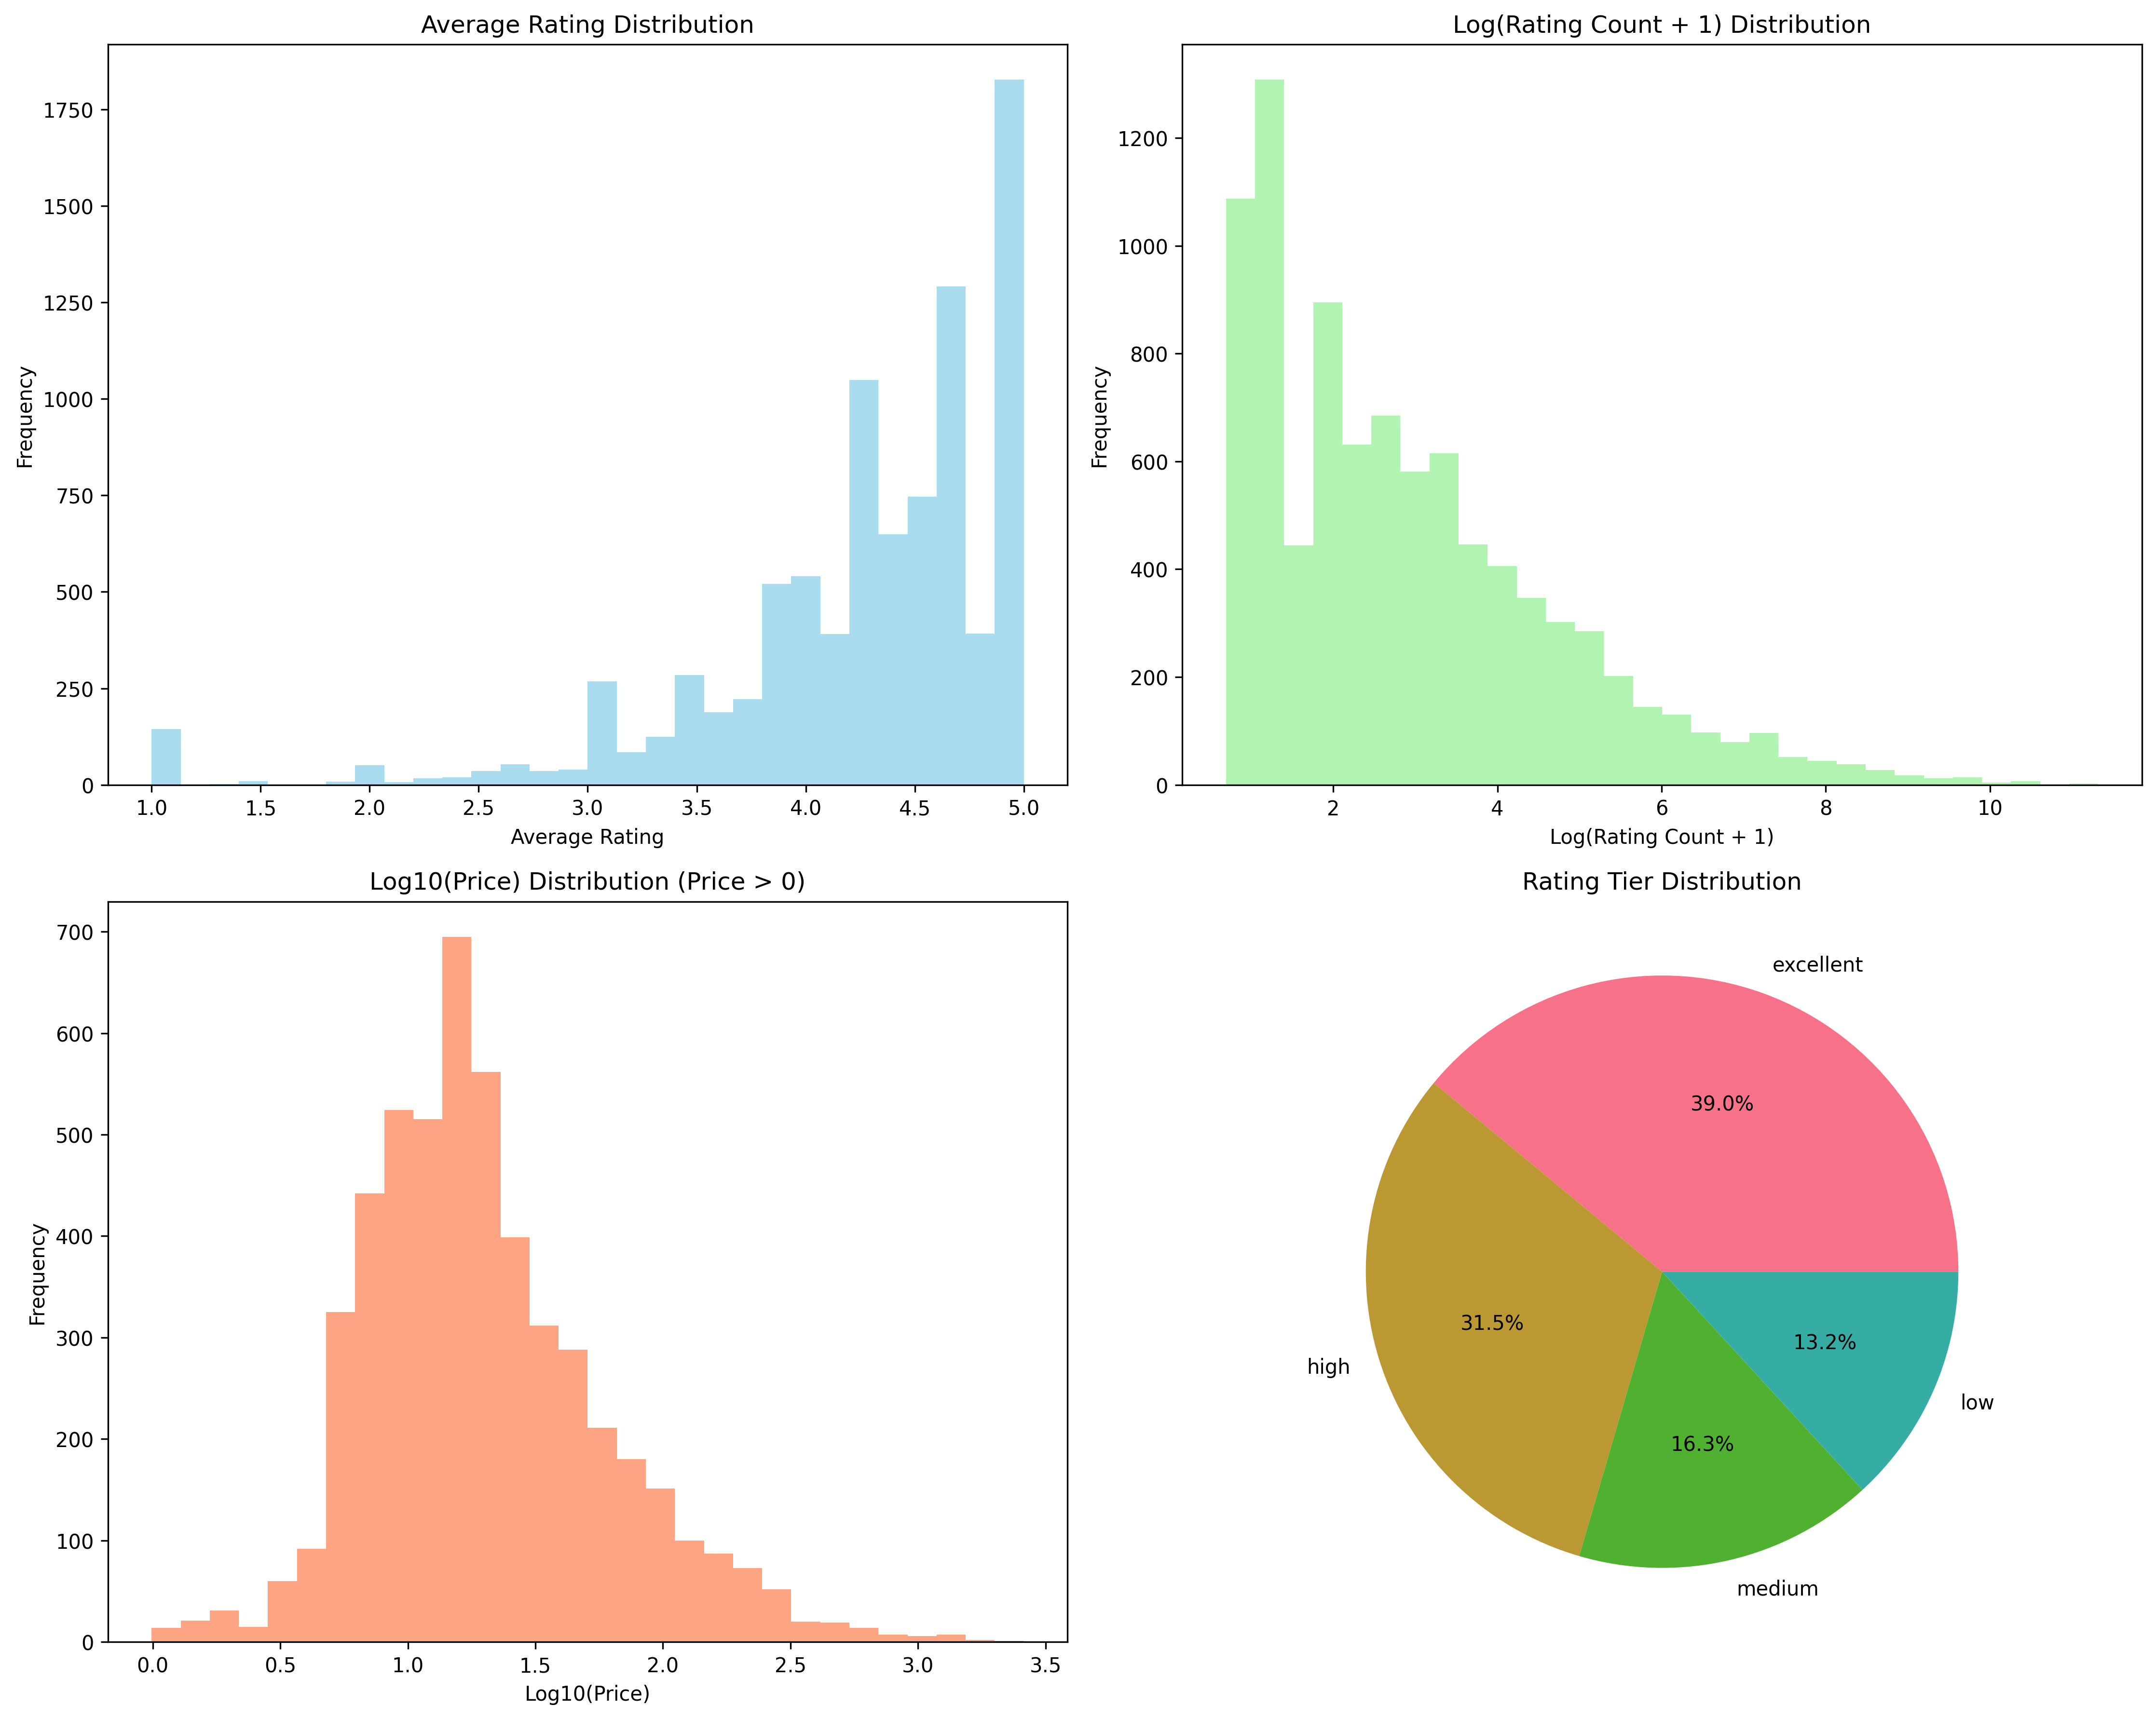 Average Rating Distribution
Frequency
1750
1500
1250
1000
750
500
250
0
1.0 1.5 2.0 2.5 3.0 3.5 4.0 4.5 5.0
Average Rating
Log(Rating Count + 1) Distribution
Frequency
1200
1000
800
600
400
200
0
2 4 6 8 10
Log(Rating Count + 1)
Log10(Price) Distribution (Price > 0)
Frequency
700
600
500
400
300
200
100
0
0.0 0.5 1.0 1.5 2.0 2.5 3.0 3.5
Log10(Price)
Rating Tier Distribution
excellent
39.0%
31.5%
high
13.2%
low
16.3%
medium